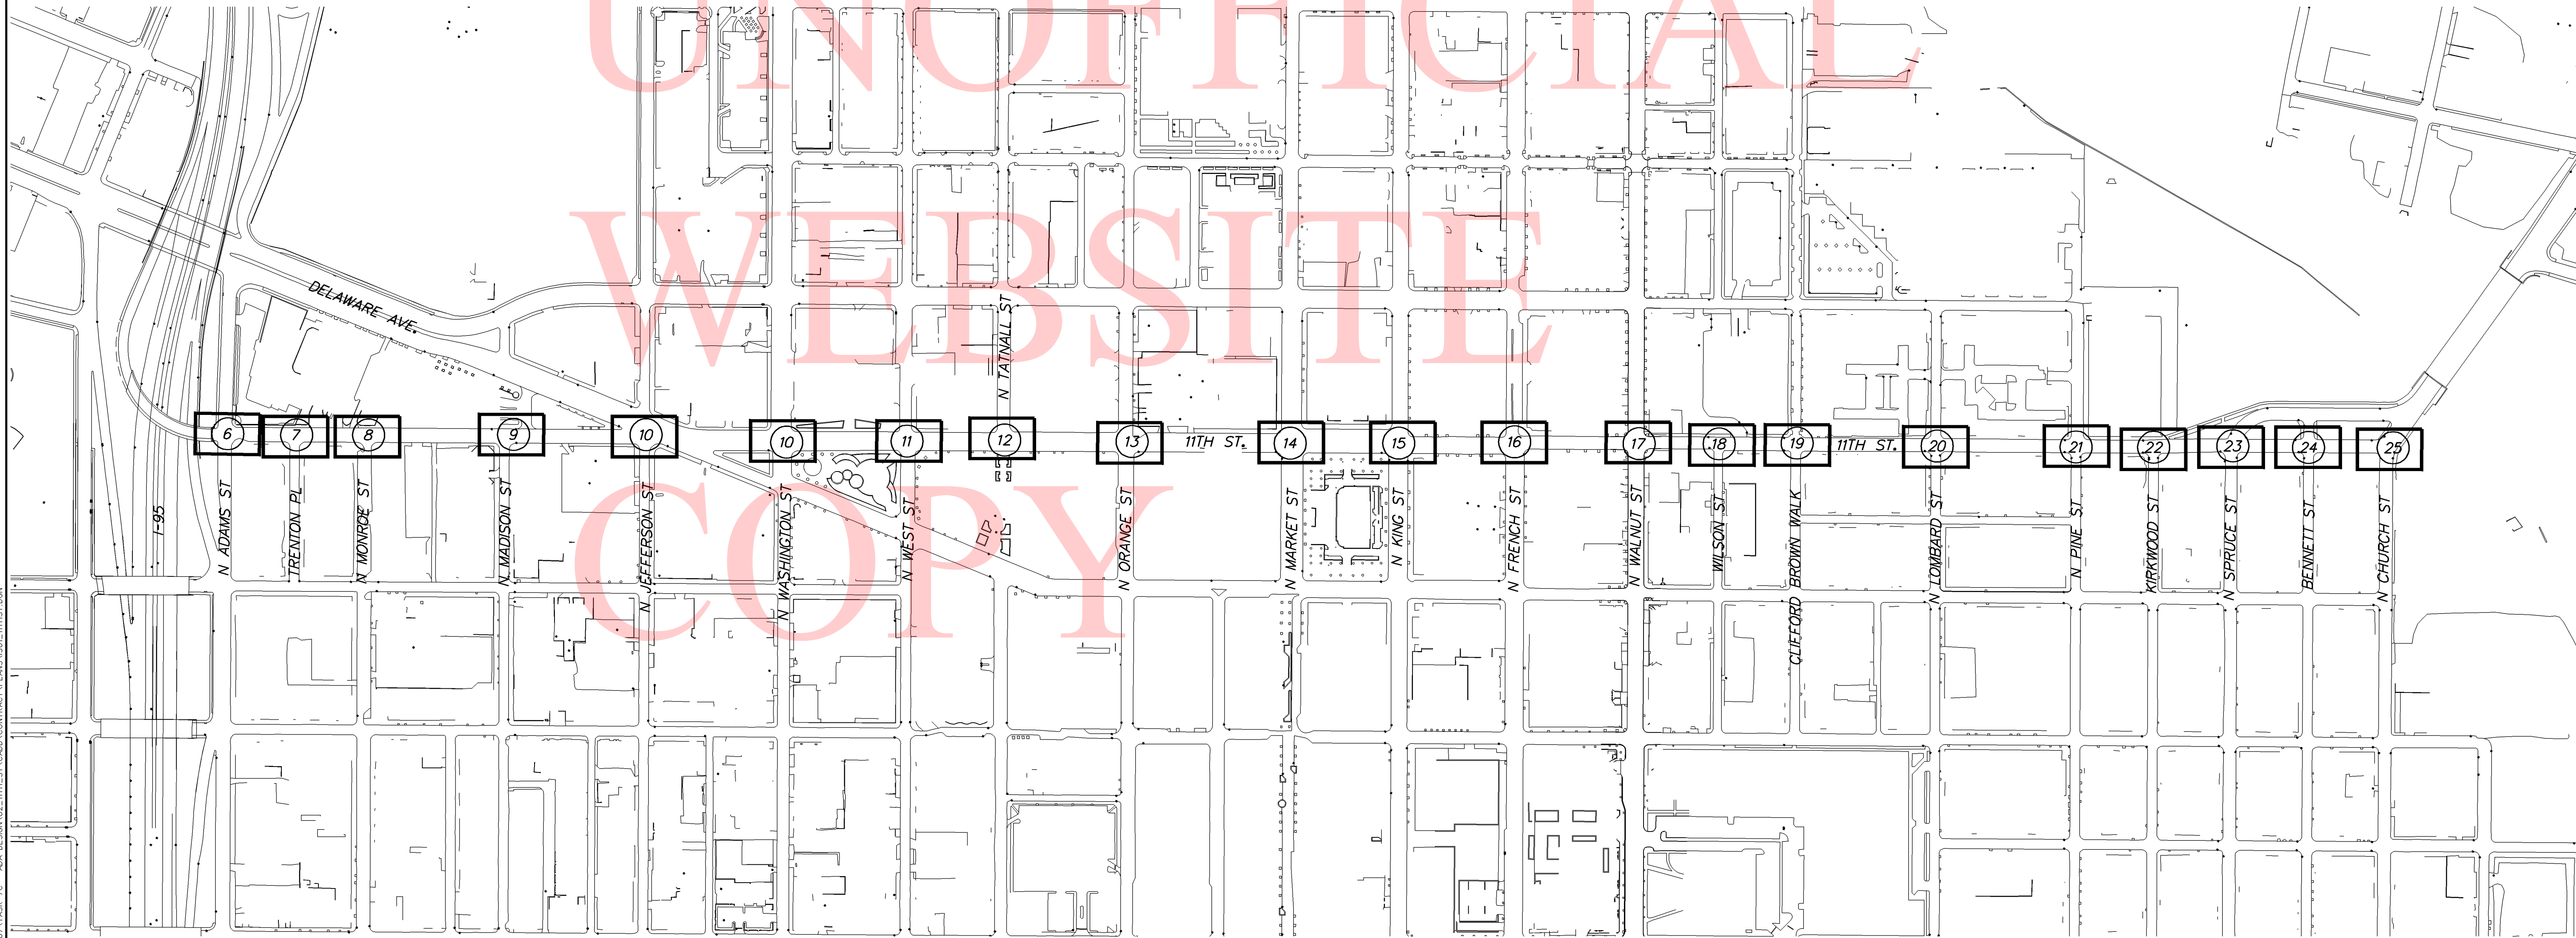 UNOFFICIAL
WEBSITE
COPY
DELAWARE AVE.
N TATNALL ST
6
7
8
9
10
10
11
12
13
11TH ST.
14
15
16
17
18
19
11TH ST.
20
21
22
23
24
25
I-95
N ADAMS ST
TRENTON PL
N MONROE ST
N MADISON ST
N JEFFERSON ST
N WASHINGTON ST
N WEST ST
N ORANGE ST
N MARKET ST
N KING ST
N FRENCH ST
N WALNUT ST
WILSON ST
CLIFFORD BROWN WALK
N LOMBARD ST
N PINE ST
KIRKWOOD ST
N SPRUCE ST
BENNETT ST
N CHURCH ST